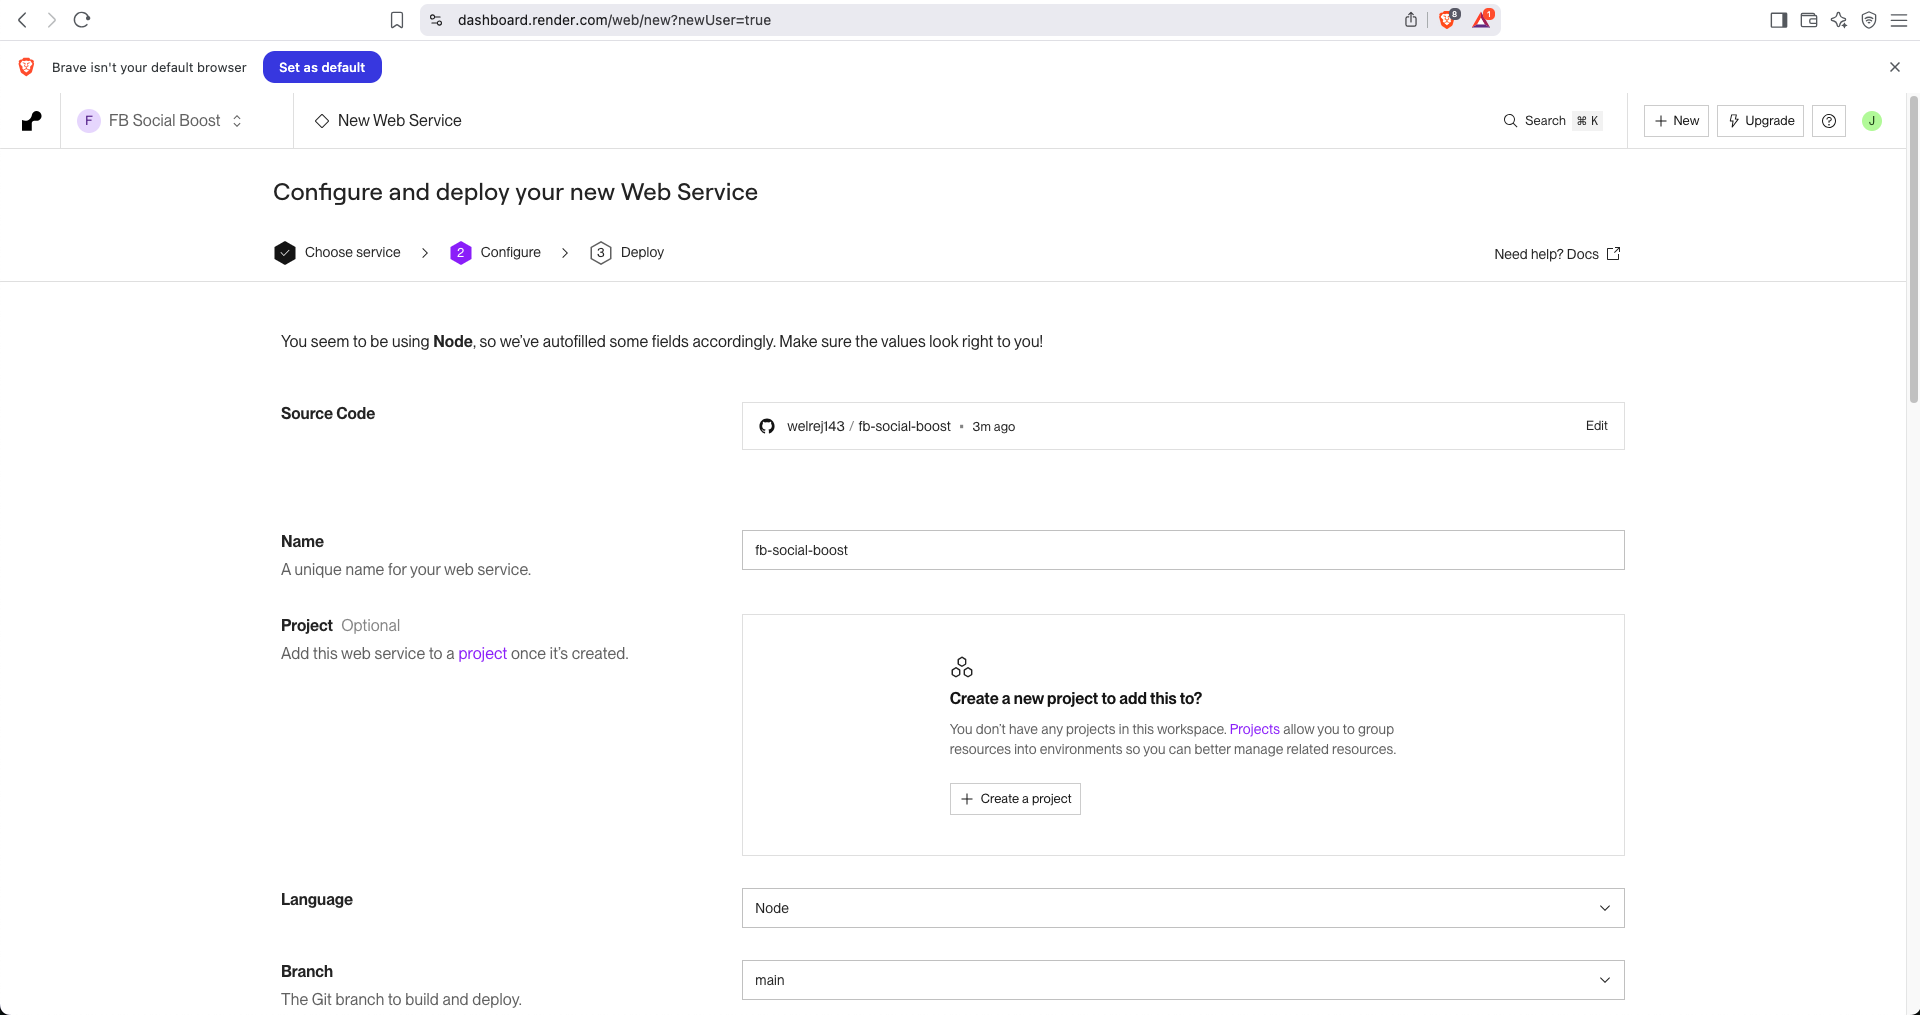 dashboard.render.com/web/new?newUser=true
8
1
Brave isn't your default browser
Set as default
F
FB Social Boost
New Web Service
Search
⌘ K
New
Upgrade
J
Configure and deploy your new Web Service
Choose service
2
Configure
3
Deploy
Need help? Docs
You seem to be using Node, so we've autofilled some fields accordingly. Make sure the values look right to you!
Source Code
welrej143 / fb-social-boost • 3m ago
Edit
Name
fb-social-boost
A unique name for your web service.
Project Optional
Add this web service to a project once it's created.
Create a new project to add this to?
You don't have any projects in this workspace. Projects allow you to group
resources into environments so you can better manage related resources.
Create a project
Language
Node
Branch
main
The Git branch to build and deploy.